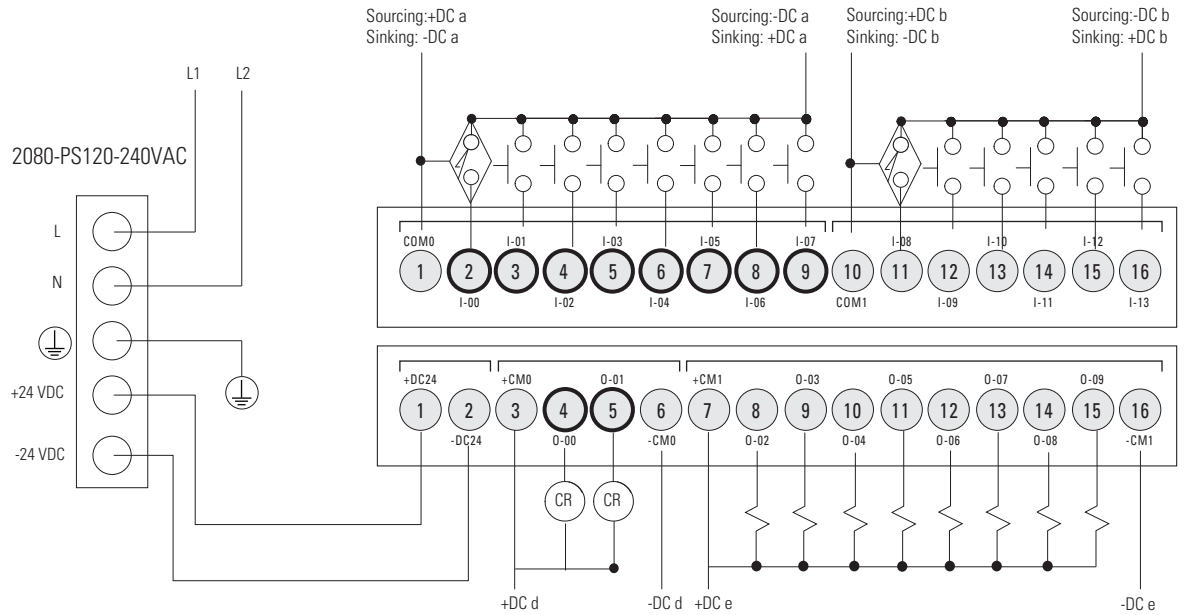 Sourcing:+DC a Sourcing:-DC a Sourcing:+DC b Sourcing:-DC b
Sinking: -DC a Sinking: +DC a Sinking: -DC b Sinking: +DC b
L1 L2
2080-PS120-240VAC
L
N
+24 VDC
-24 VDC
COM0 I-01 I-03 I-05 I-07 I-08 I-10 I-12
1 2 3 4 5 6 7 8 9 10 11 12 13 14 15 16
I-00 I-02 I-04 I-06 COM1 I-09 I-11 I-13
+DC24 +CM0 O-01 +CM1 O-03 O-05 O-07 O-09
1 2 3 4 5 6 7 8 9 10 11 12 13 14 15 16
-DC24 O-00 -CM0 O-02 O-04 O-06 O-08 -CM1
CR CR
+DC d -DC d +DC e -DC e